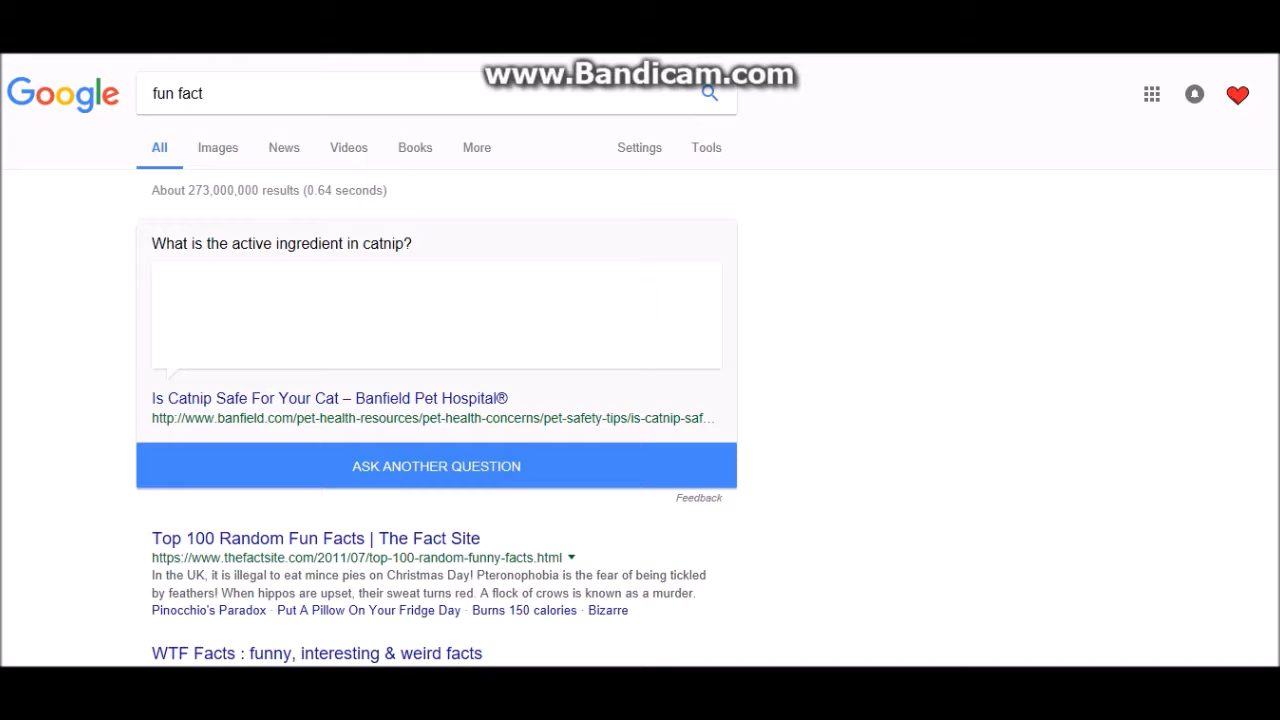 www.Bandicam.com
Google
fun fact
All Images News Videos Books More Settings Tools
About 273,000,000 results (0.64 seconds)
What is the active ingredient in catnip?
Is Catnip Safe For Your Cat – Banfield Pet Hospital®
http://www.banfield.com/pet-health-resources/pet-health-concerns/pet-safety-tips/is-catnip-saf...
ASK ANOTHER QUESTION
Feedback
Top 100 Random Fun Facts | The Fact Site
https://www.thefactsite.com/2011/07/top-100-random-funny-facts.html
In the UK, it is illegal to eat mince pies on Christmas Day! Pteronophobia is the fear of being tickled
by feathers! When hippos are upset, their sweat turns red. A flock of crows is known as a murder.
Pinocchio's Paradox · Put A Pillow On Your Fridge Day · Burns 150 calories · Bizarre
WTF Facts : funny, interesting & weird facts